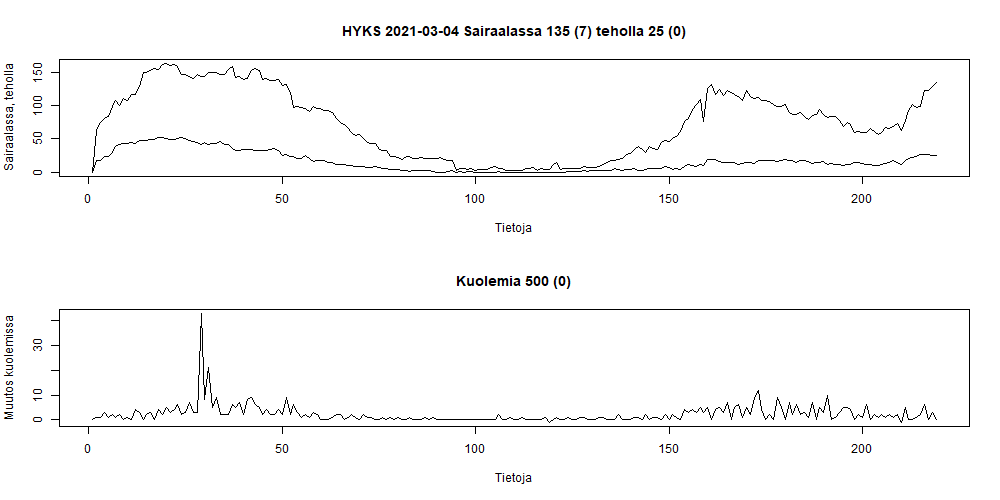 HYKS 2021-03-04 Sairaalassa 135 (7) teholla 25 (0)
Sairaalassa, teholla
150
100
50
0
0 50 100 150 200
Tietoja
Kuolemia 500 (0)
Muutos kuolemissa
30
10
0
0 50 100 150 200
Tietoja